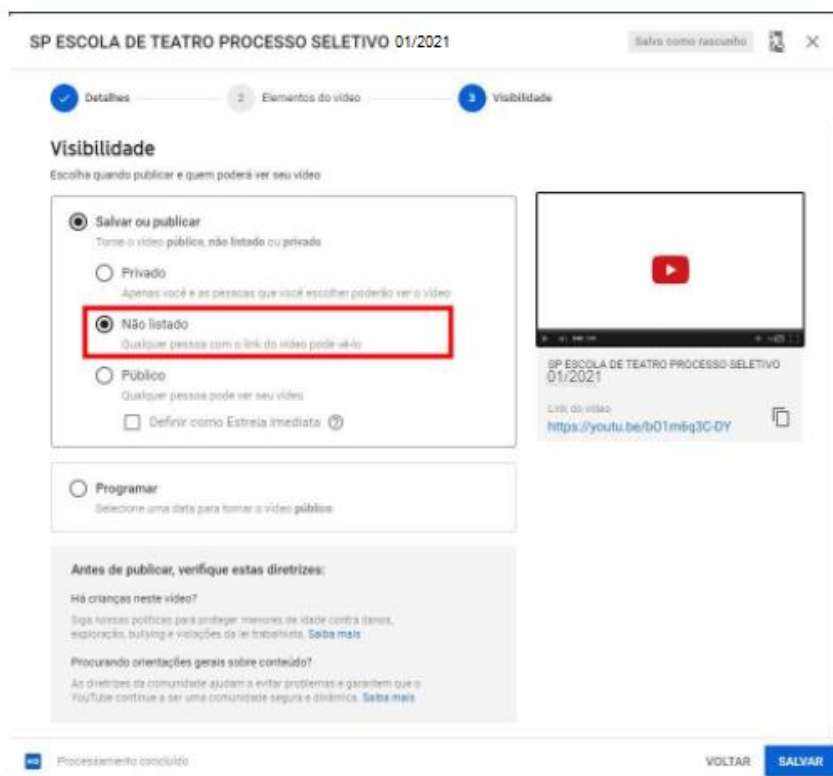 SP ESCOLA DE TEATRO PROCESSO SELETIVO 01/2021
Salvo como rascunho
Detalhes
2 Elementos do vídeo
3 Visibilidade
Visibilidade
Escolha quando publicar e quem poderá ver seu vídeo
Salvar ou publicar
Torne o vídeo público, não listado ou privado
Privado
Apenas você e as pessoas que você escolher poderão ver o vídeo
Não listado
Qualquer pessoa com o link do vídeo pode vê-lo
Público
Qualquer pessoa pode ver seu vídeo
Definir como Estreia imediata ?
SP ESCOLA DE TEATRO PROCESSO SELETIVO
01/2021
Link do vídeo
https://youtu.be/bO1m6q3C-DY
Programar
Selecione uma data para tornar o vídeo público
Antes de publicar, verifique estas diretrizes:
Há crianças neste vídeo?
Siga nossas políticas para proteger menores de idade contra danos,
exploração, bullying e violações da lei trabalhista. Saiba mais
Procurando orientações gerais sobre conteúdo?
As diretrizes da comunidade ajudam a evitar problemas e garantem que o
YouTube continue a ser uma comunidade segura e dinâmica. Saiba mais
HD Processamento concluído
VOLTAR
SALVAR